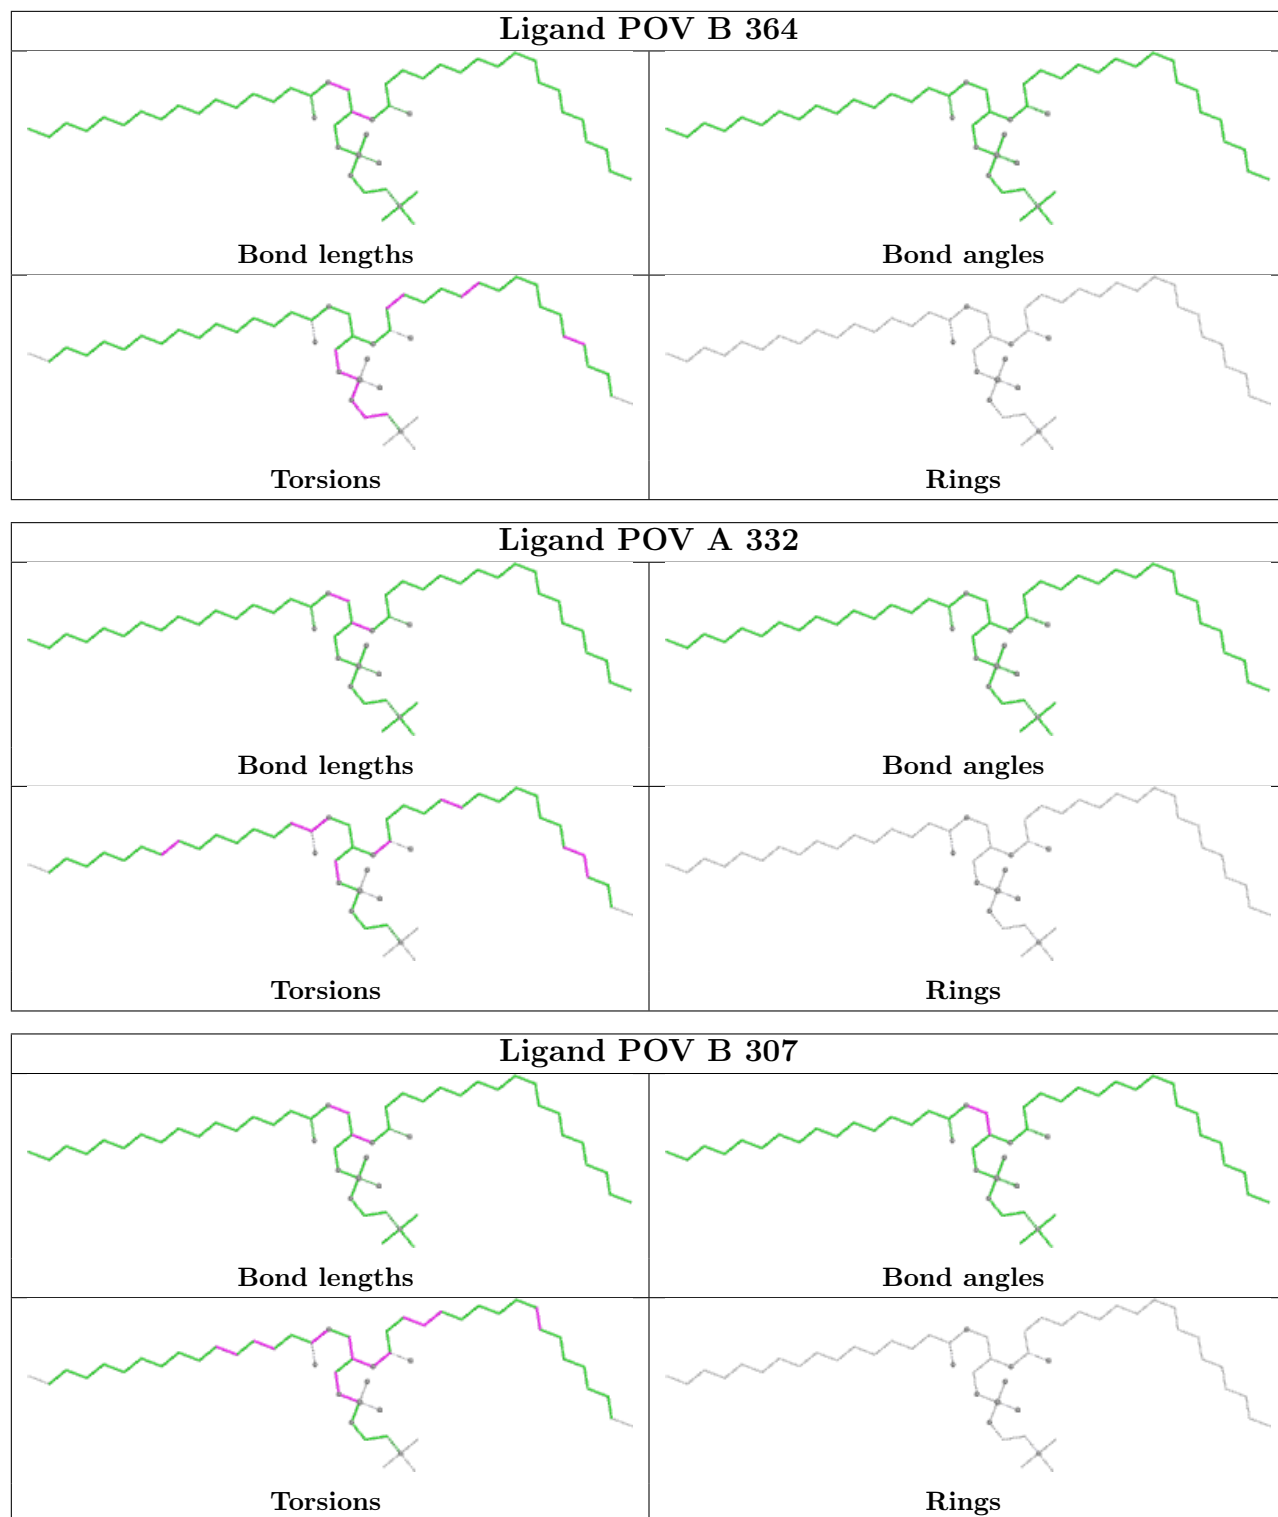 Ligand POV B 364
Bond lengths
Bond angles
Torsions
Rings
Ligand POV A 332
Bond lengths
Bond angles
Torsions
Rings
Ligand POV B 307
Bond lengths
Bond angles
Torsions
Rings